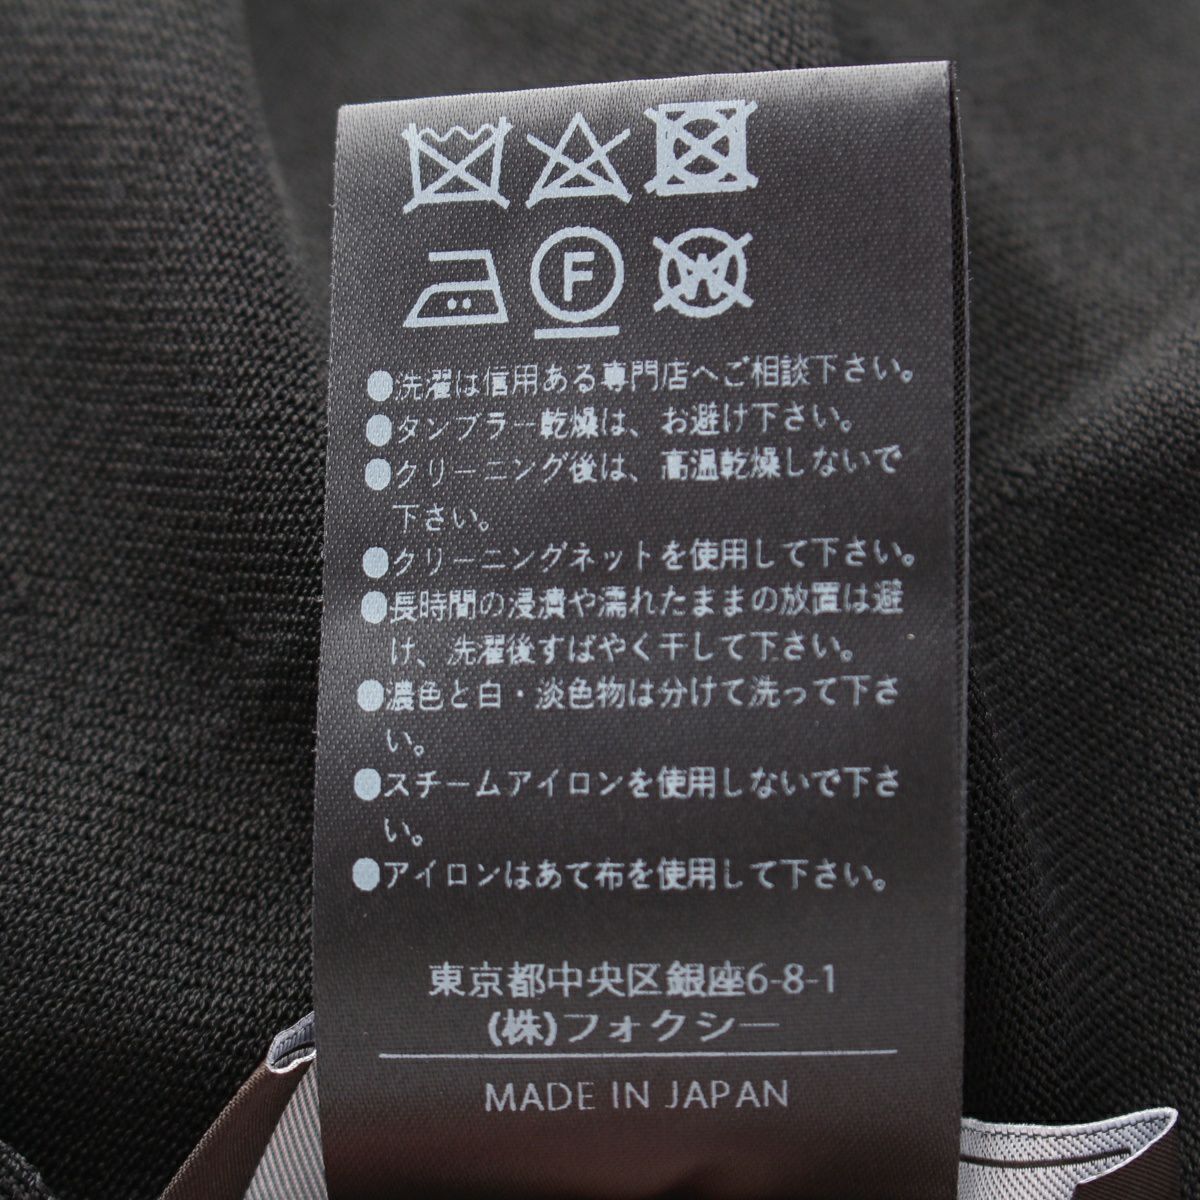 F W
●洗濯は信用ある専門店へご相談下さい。
●タンブラー乾燥は、お避け下さい。
●クリーニング後は、高温乾燥しないで
下さい。
●クリーニングネットを使用して下さい。
●長時間の浸漬や濡れたままの放置は避
け、洗濯後すばやく干して下さい。
●濃色と白・淡色物は分けて洗って下さ
い。
●スチームアイロンを使用しないで下さ
い。
●アイロンはあて布を使用して下さい。
東京都中央区銀座6-8-1
(株)フォクシー
MADE IN JAPAN